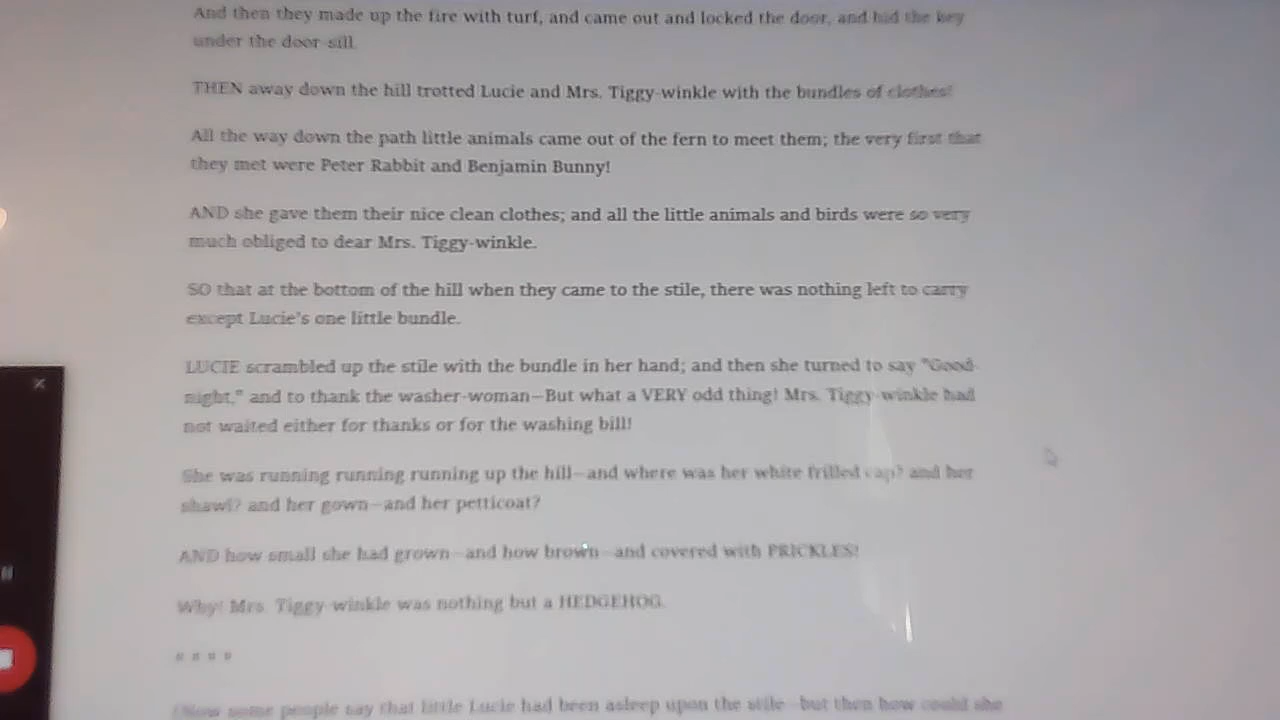 And then they made up the fire with turf, and came out and locked the door, and hid the key
under the door-sill.
THEN away down the hill trotted Lucie and Mrs. Tiggy-winkle with the bundles of clothes!
All the way down the path little animals came out of the fern to meet them; the very first that
they met were Peter Rabbit and Benjamin Bunny!
AND she gave them their nice clean clothes; and all the little animals and birds were so very
much obliged to dear Mrs. Tiggy-winkle.
SO that at the bottom of the hill when they came to the stile, there was nothing left to carry
except Lucie's one little bundle.
LUCIE scrambled up the stile with the bundle in her hand; and then she turned to say "Good-
night," and to thank the washer-woman—But what a VERY odd thing! Mrs. Tiggy-winkle had
not waited either for thanks or for the washing bill!
She was running running running up the hill—and where was her white frilled cap? and her
shawl? and her gown—and her petticoat?
AND how small she had grown—and how brown—and covered with PRICKLES!
Why! Mrs. Tiggy-winkle was nothing but a HEDGEHOG.
(Now some people say that little Lucie had been asleep upon the stile—but then how could she